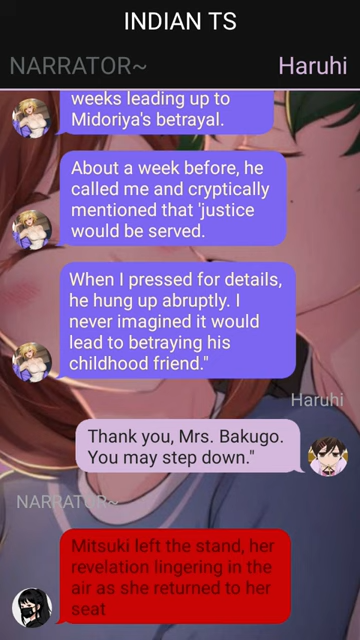 INDIAN TS
NARRATOR~
Haruhi
weeks leading up to
Midoriya's betrayal.
About a week before, he
called me and cryptically
mentioned that 'justice
would be served.
When I pressed for details,
he hung up abruptly. I
never imagined it would
lead to betraying his
childhood friend."
Haruhi
Thank you, Mrs. Bakugo.
You may step down."
NARRATOR~
Mitsuki left the stand, her
revelation lingering in the
air as she returned to her
seat